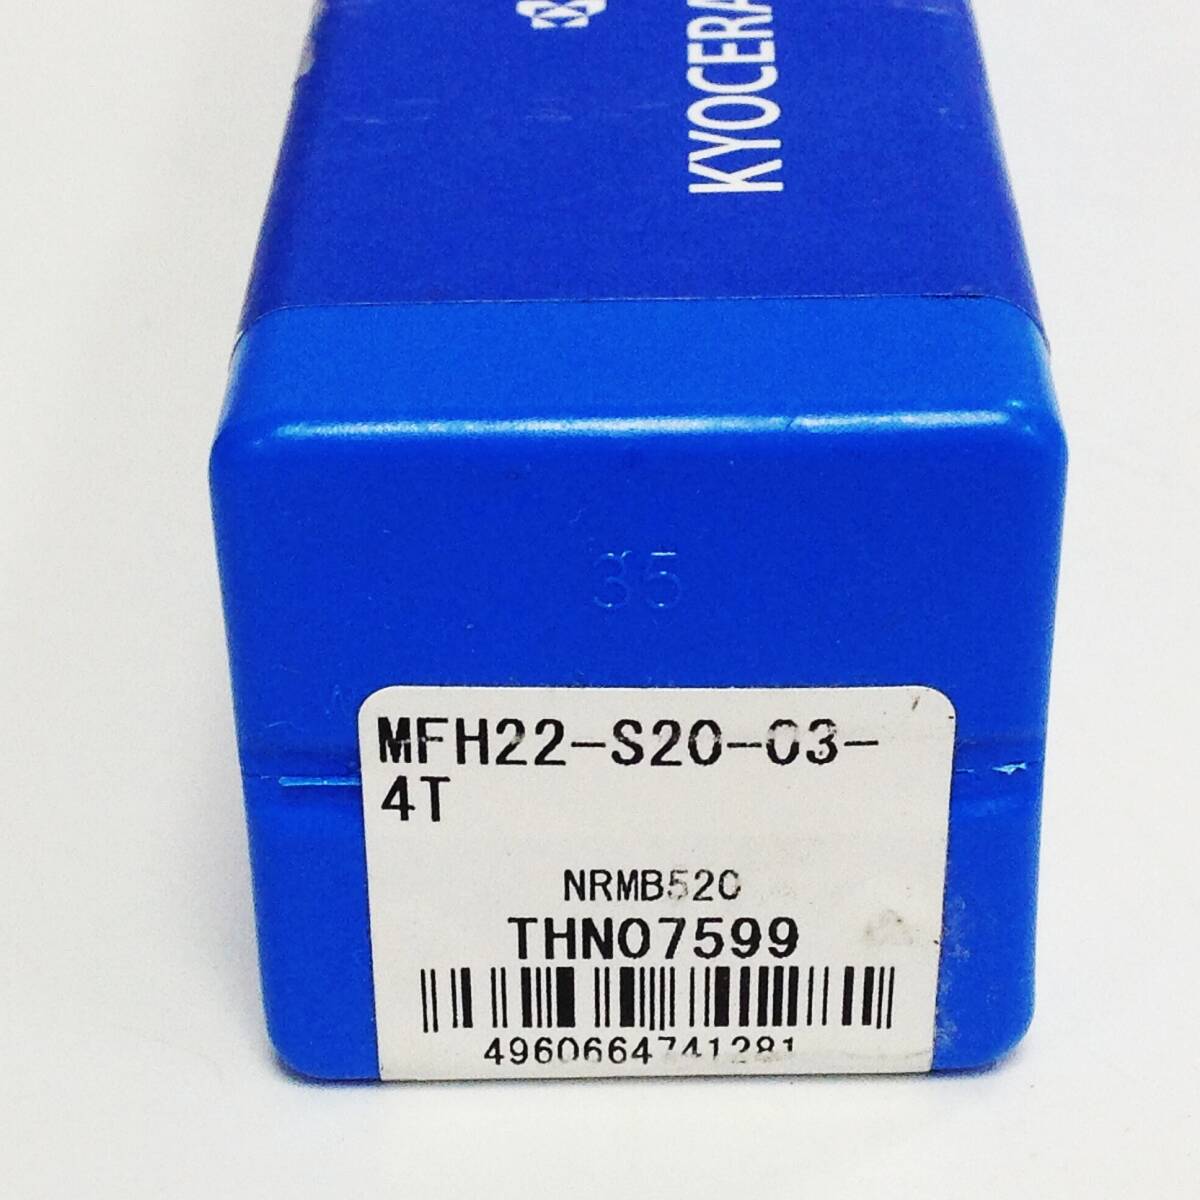 KYOCERA
35
MFH22-S20-03-
4T
NRMB520
THN07599
4960664741281